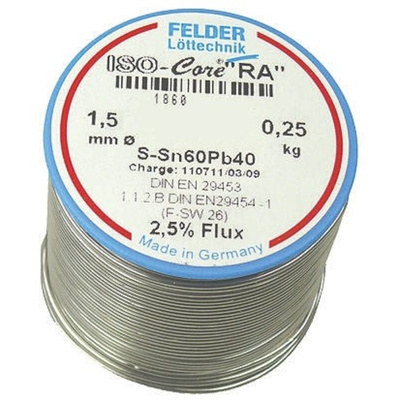 FELDER
Löttechnik
ISO-Core® "RA"
1860
1,5 0,25
mm ø kg
S-Sn60Pb40
Charge: 110711/03/09
DIN EN 29453
1.1.2 B DIN EN29454-1
(F-SW 26)
2,5% Flux
Made in Germany